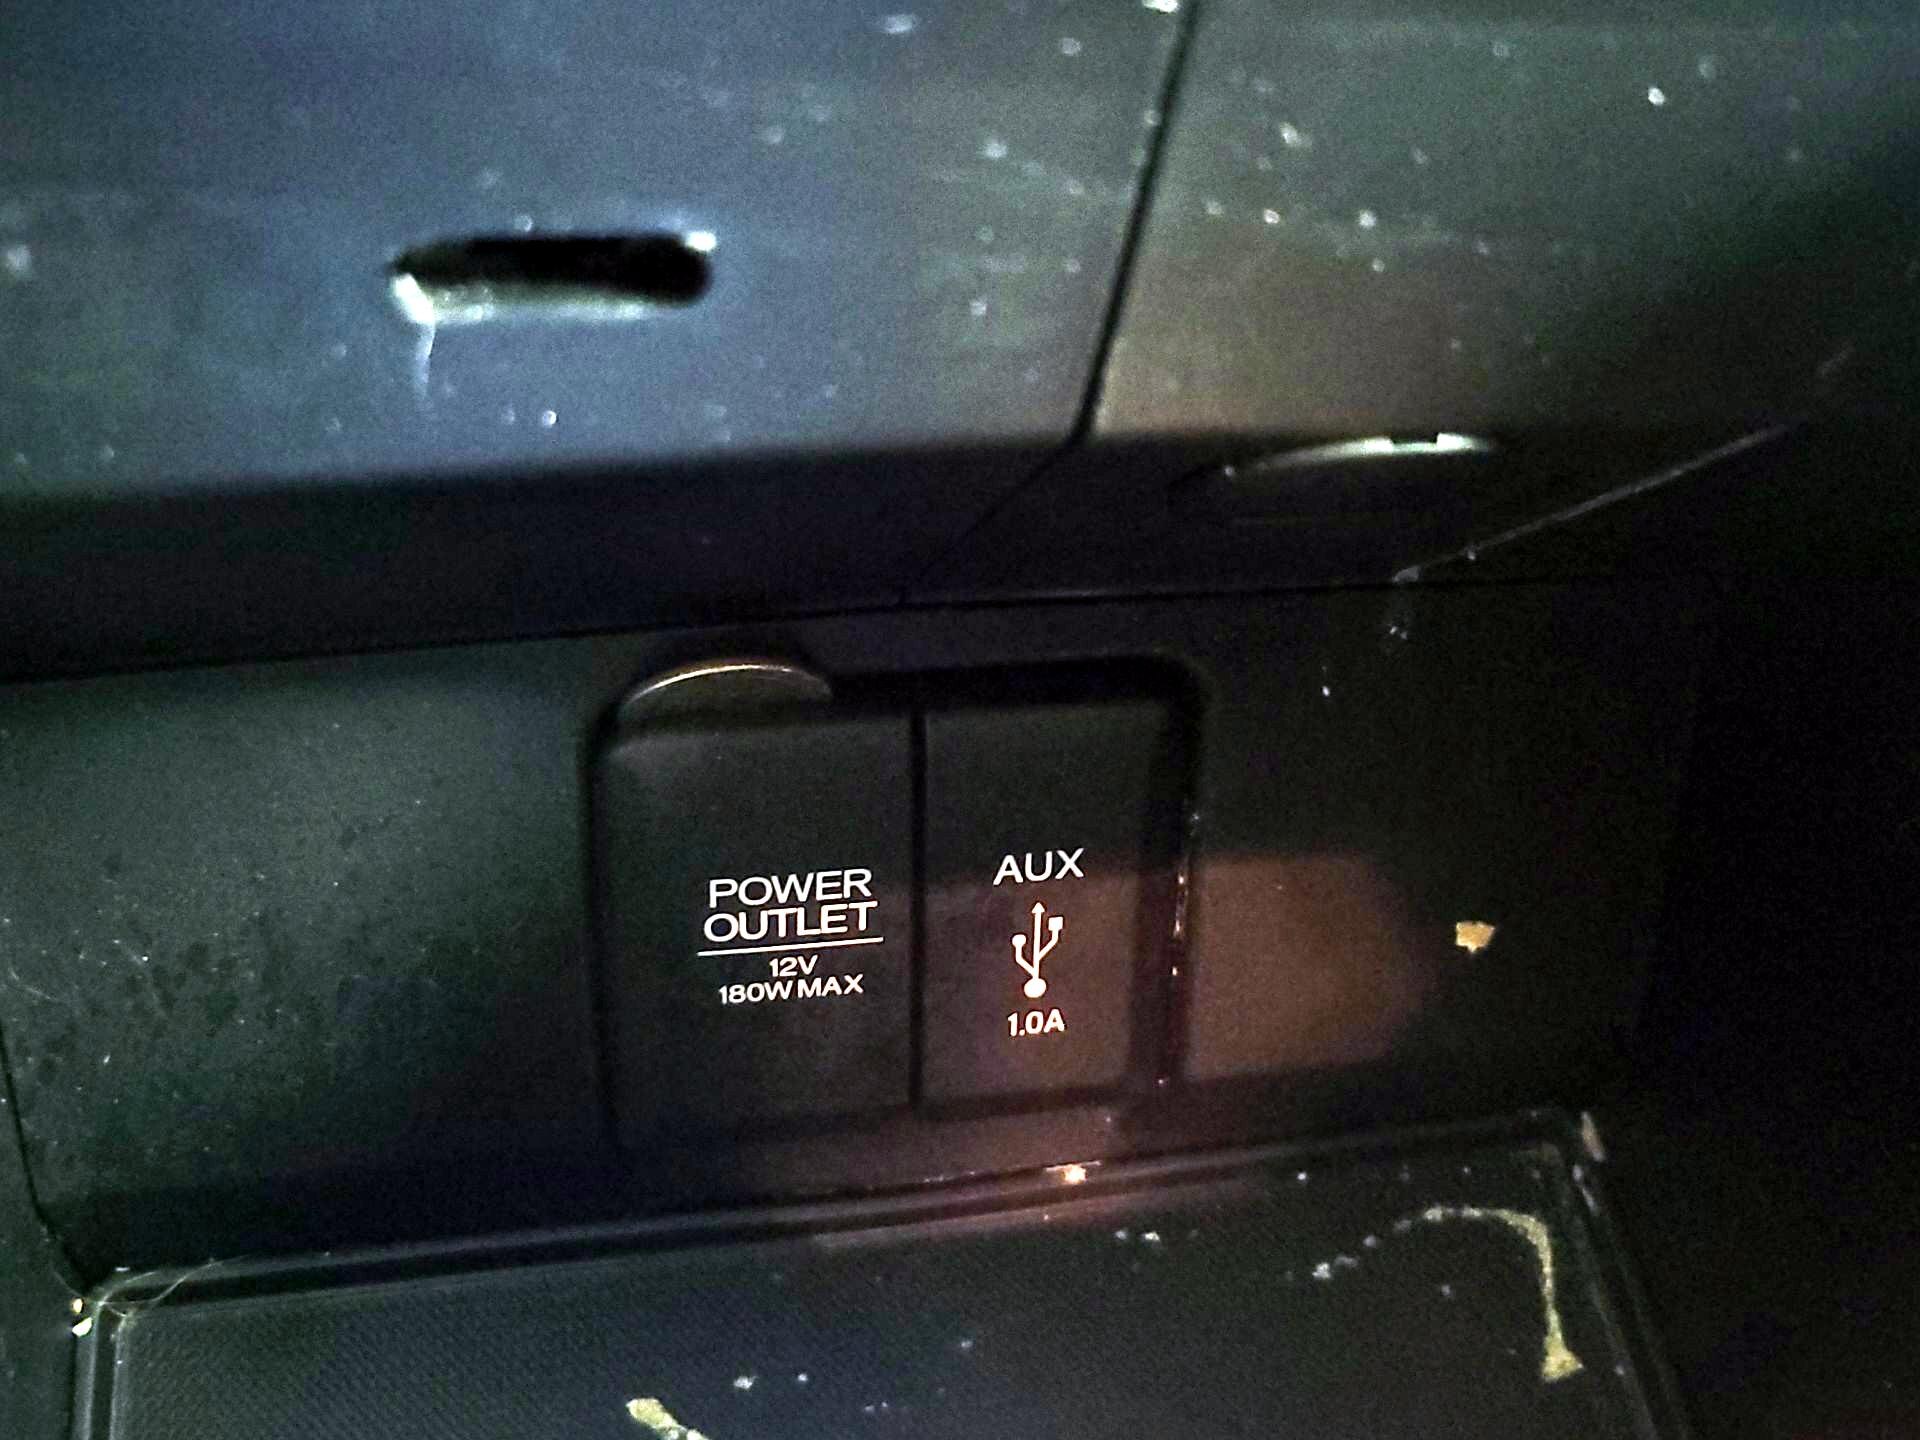 POWER
OUTLET
12V
180W MAX
AUX
1.0A